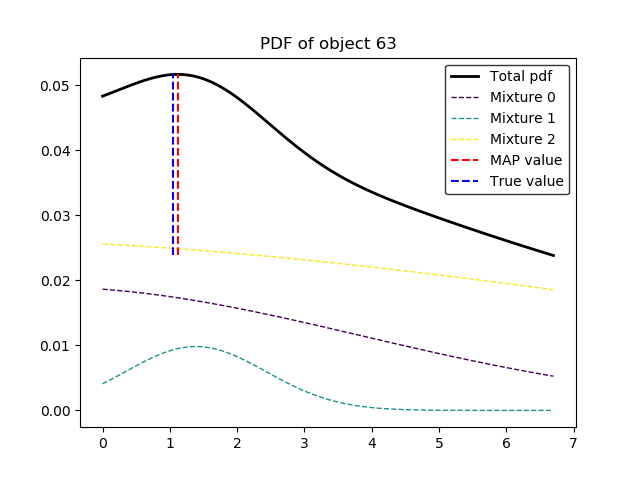 PDF of object 63
Total pdf
Mixture 0
Mixture 1
Mixture 2
MAP value
True value
0.05
0.04
0.03
0.02
0.01
0.00
0 1 2 3 4 5 6 7